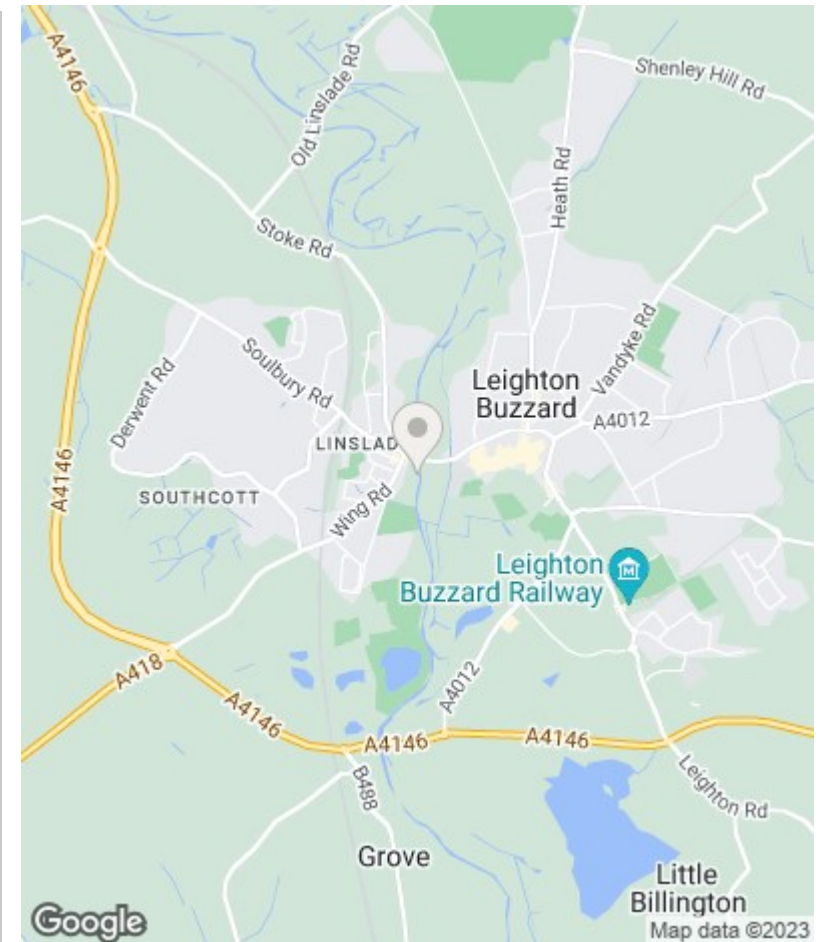 A4146
Old Linslade Rd
Shenley Hill Rd
Heath Rd
Stoke Rd
Vandyke Rd
Soulbury Rd
Derwent Rd
Leighton
Buzzard
A4012
LINSLAD
A4146
SOUTHCOTT
Wing Rd
Leighton
Buzzard Railway
A418
A4012
A4146
A4146
A4146
B488
Leighton Rd
Grove
Little
Billington
Google
Map data ©2023